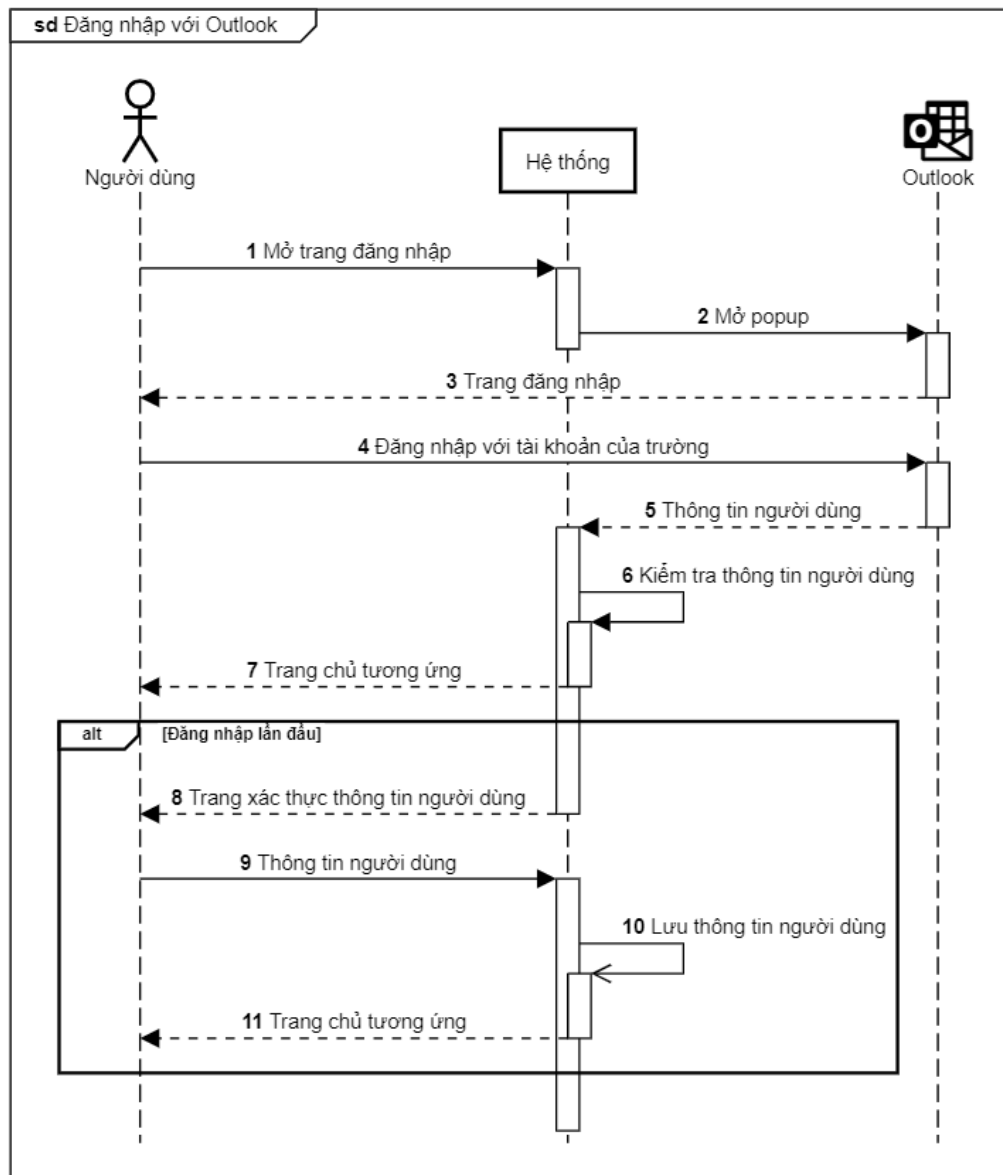 sd Đăng nhập với Outlook
Người dùng
Hệ thống
O
Outlook
1 Mở trang đăng nhập
2 Mở popup
3 Trang đăng nhập
4 Đăng nhập với tài khoản của trường
5 Thông tin người dùng
6 Kiểm tra thông tin người dùng
7 Trang chủ tương ứng
alt
[Đăng nhập lần đầu]
8 Trang xác thực thông tin người dùng
9 Thông tin người dùng
10 Lưu thông tin người dùng
11 Trang chủ tương ứng